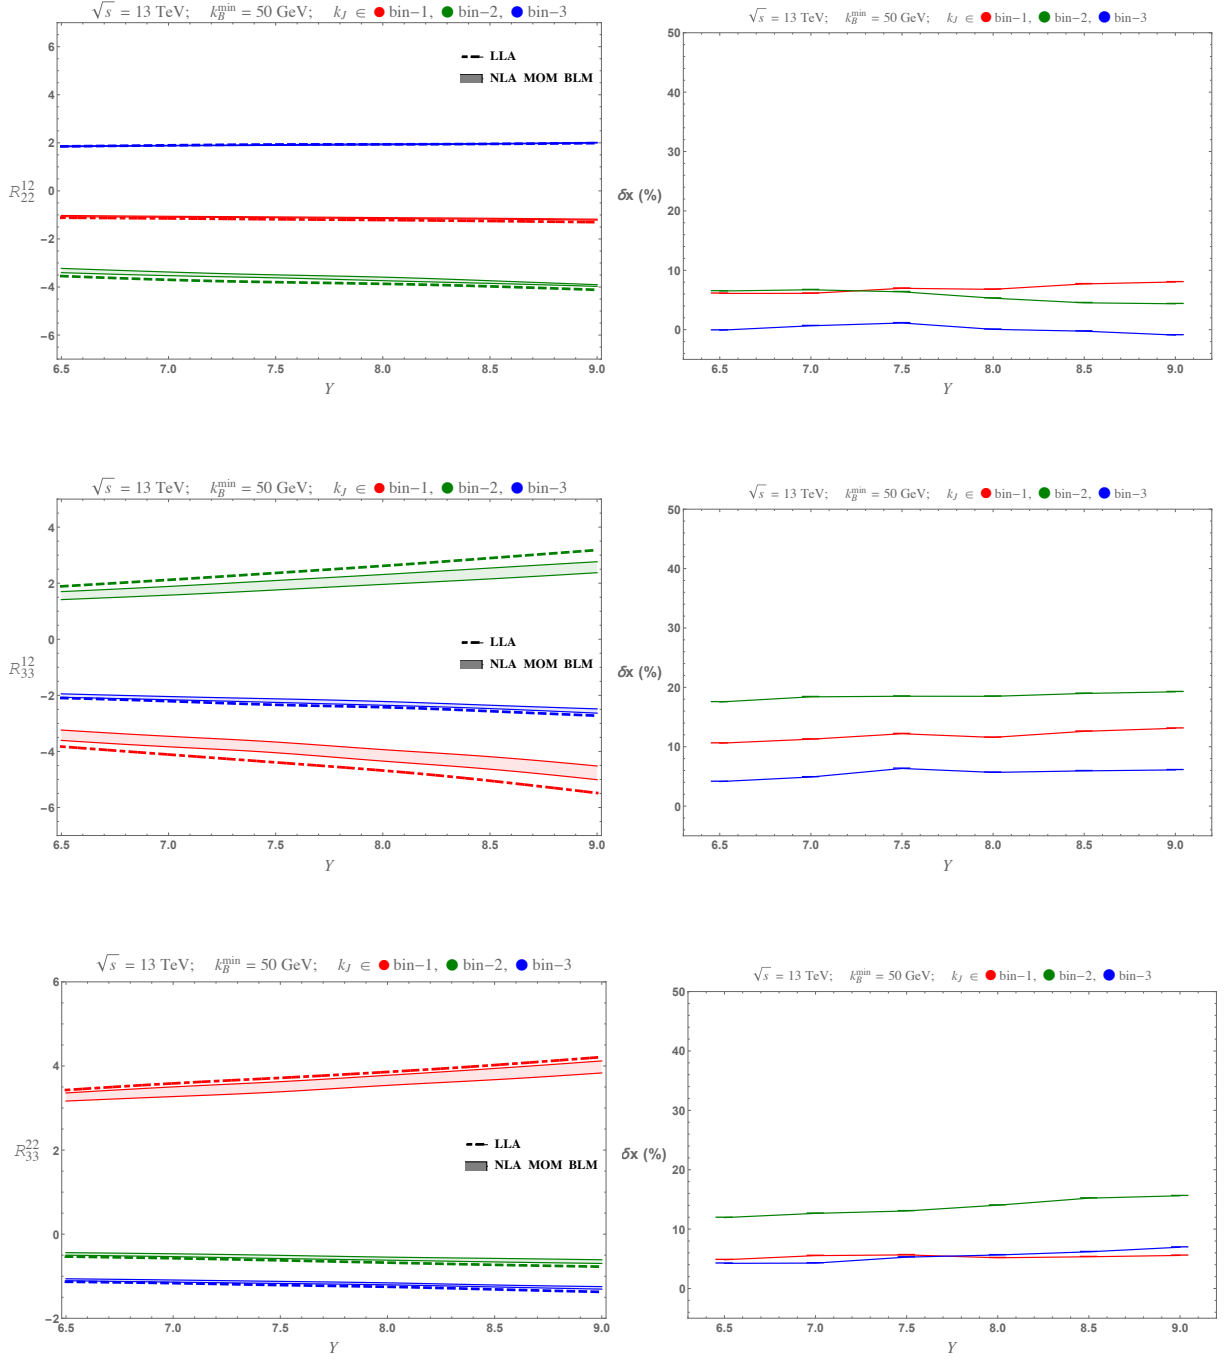 √s = 13 TeV; k_B^min = 50 GeV; k_J ∈ ● bin−1, ● bin−2, ● bin−3
6
4
2
0
−2
−4
−6
R_22^12
LLA
NLA MOM BLM
6.5 7.0 7.5 8.0 8.5 9.0
Y
√s = 13 TeV; k_B^min = 50 GeV; k_J ∈ ● bin−1, ● bin−2, ● bin−3
50
40
30
20
10
0
δx (%)
6.5 7.0 7.5 8.0 8.5 9.0
Y
√s = 13 TeV; k_B^min = 50 GeV; k_J ∈ ● bin−1, ● bin−2, ● bin−3
4
2
0
−2
−4
−6
R_33^12
LLA
NLA MOM BLM
6.5 7.0 7.5 8.0 8.5 9.0
Y
√s = 13 TeV; k_B^min = 50 GeV; k_J ∈ ● bin−1, ● bin−2, ● bin−3
50
40
30
20
10
0
δx (%)
6.5 7.0 7.5 8.0 8.5 9.0
Y
√s = 13 TeV; k_B^min = 50 GeV; k_J ∈ ● bin−1, ● bin−2, ● bin−3
6
4
2
0
−2
R_33^22
LLA
NLA MOM BLM
6.5 7.0 7.5 8.0 8.5 9.0
Y
√s = 13 TeV; k_B^min = 50 GeV; k_J ∈ ● bin−1, ● bin−2, ● bin−3
50
40
30
20
10
0
δx (%)
6.5 7.0 7.5 8.0 8.5 9.0
Y